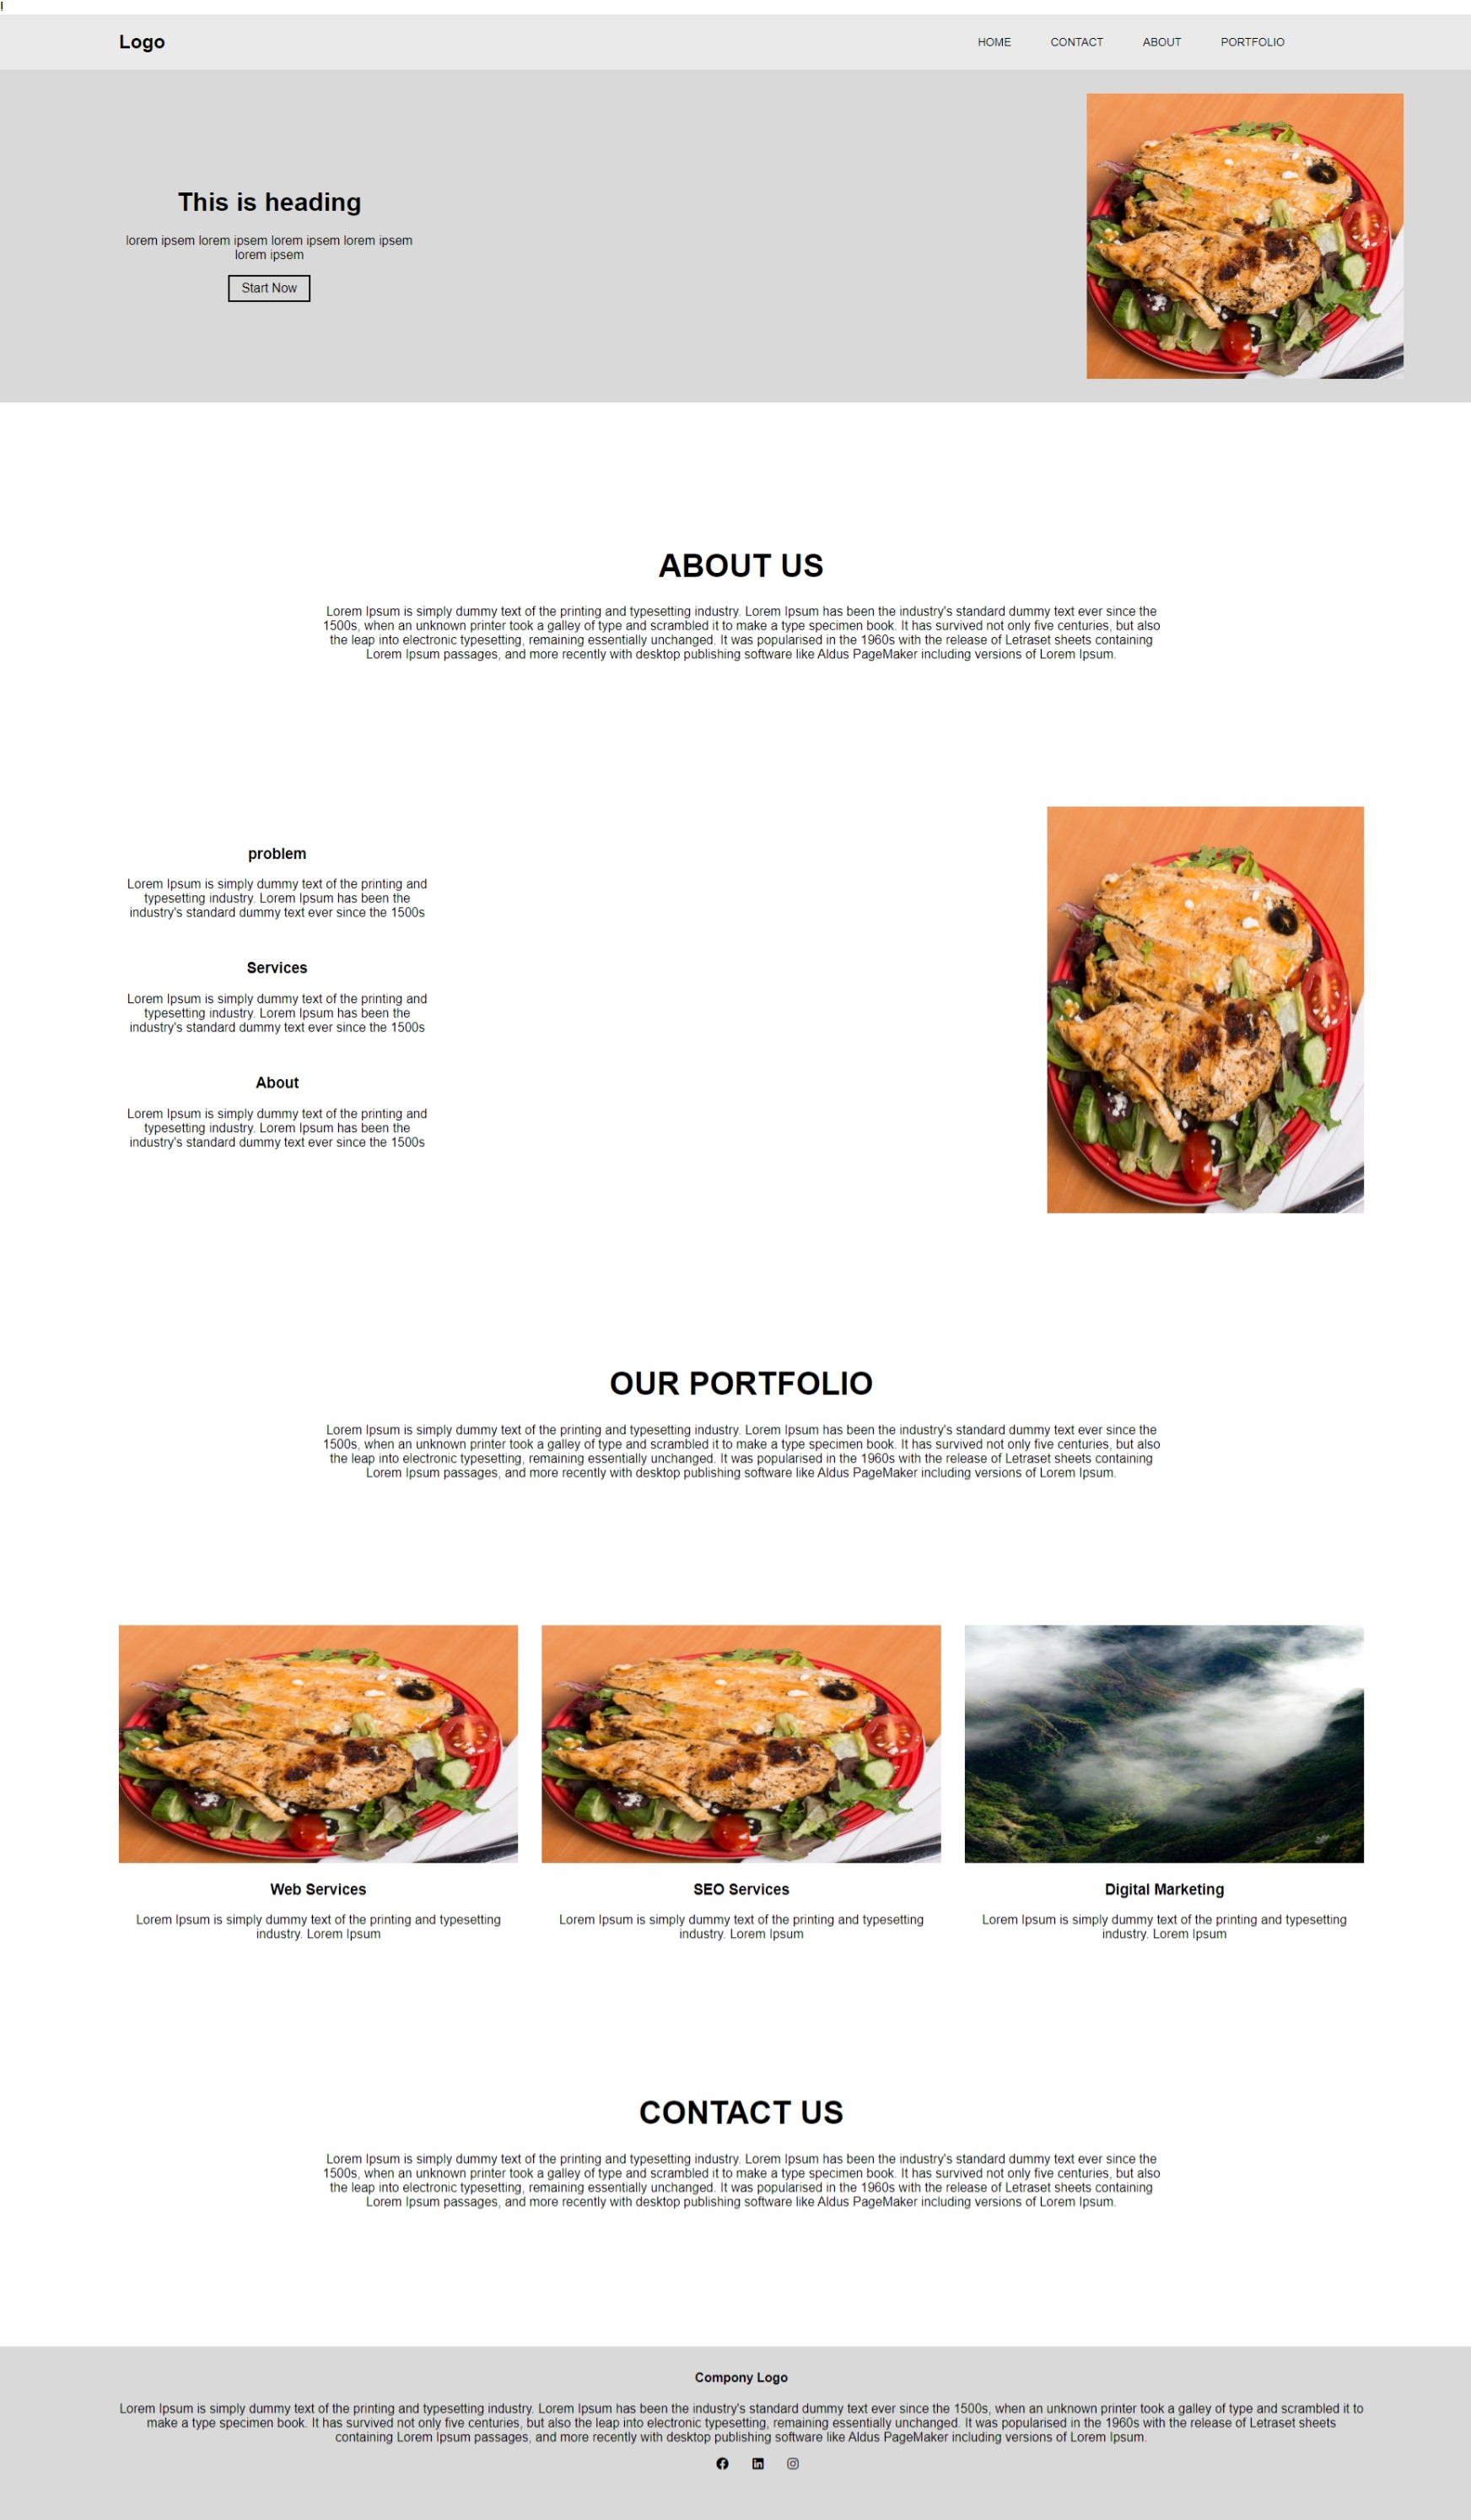 !
Logo
HOME CONTACT ABOUT PORTFOLIO
This is heading
lorem ipsem lorem ipsem lorem ipsem lorem ipsem
lorem ipsem
Start Now
ABOUT US
Lorem Ipsum is simply dummy text of the printing and typesetting industry. Lorem Ipsum has been the industry's standard dummy text ever since the
1500s, when an unknown printer took a galley of type and scrambled it to make a type specimen book. It has survived not only five centuries, but also
the leap into electronic typesetting, remaining essentially unchanged. It was popularised in the 1960s with the release of Letraset sheets containing
Lorem Ipsum passages, and more recently with desktop publishing software like Aldus PageMaker including versions of Lorem Ipsum.
problem
Lorem Ipsum is simply dummy text of the printing and
typesetting industry. Lorem Ipsum has been the
industry's standard dummy text ever since the 1500s
Services
Lorem Ipsum is simply dummy text of the printing and
typesetting industry. Lorem Ipsum has been the
industry's standard dummy text ever since the 1500s
About
Lorem Ipsum is simply dummy text of the printing and
typesetting industry. Lorem Ipsum has been the
industry's standard dummy text ever since the 1500s
OUR PORTFOLIO
Lorem Ipsum is simply dummy text of the printing and typesetting industry. Lorem Ipsum has been the industry's standard dummy text ever since the
1500s, when an unknown printer took a galley of type and scrambled it to make a type specimen book. It has survived not only five centuries, but also
the leap into electronic typesetting, remaining essentially unchanged. It was popularised in the 1960s with the release of Letraset sheets containing
Lorem Ipsum passages, and more recently with desktop publishing software like Aldus PageMaker including versions of Lorem Ipsum.
Web Services
Lorem Ipsum is simply dummy text of the printing and typesetting
industry. Lorem Ipsum
SEO Services
Lorem Ipsum is simply dummy text of the printing and typesetting
industry. Lorem Ipsum
Digital Marketing
Lorem Ipsum is simply dummy text of the printing and typesetting
industry. Lorem Ipsum
CONTACT US
Lorem Ipsum is simply dummy text of the printing and typesetting industry. Lorem Ipsum has been the industry's standard dummy text ever since the
1500s, when an unknown printer took a galley of type and scrambled it to make a type specimen book. It has survived not only five centuries, but also
the leap into electronic typesetting, remaining essentially unchanged. It was popularised in the 1960s with the release of Letraset sheets containing
Lorem Ipsum passages, and more recently with desktop publishing software like Aldus PageMaker including versions of Lorem Ipsum.
Company Logo
Lorem Ipsum is simply dummy text of the printing and typesetting industry. Lorem Ipsum has been the industry's standard dummy text ever since the 1500s, when an unknown printer took a galley of type and scrambled it to
make a type specimen book. It has survived not only five centuries, but also the leap into electronic typesetting, remaining essentially unchanged. It was popularised in the 1960s with the release of Letraset sheets
containing Lorem Ipsum passages, and more recently with desktop publishing software like Aldus PageMaker including versions of Lorem Ipsum.